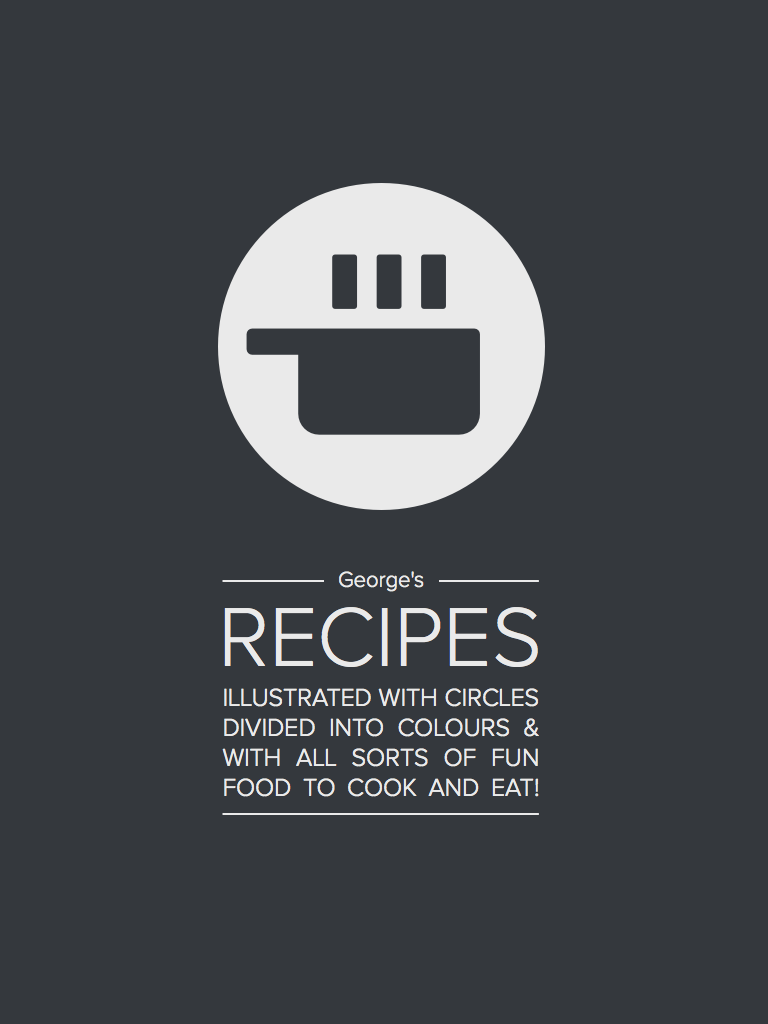 George's
RECIPES
ILLUSTRATED WITH CIRCLES
DIVIDED INTO COLOURS &
WITH ALL SORTS OF FUN
FOOD TO COOK AND EAT!